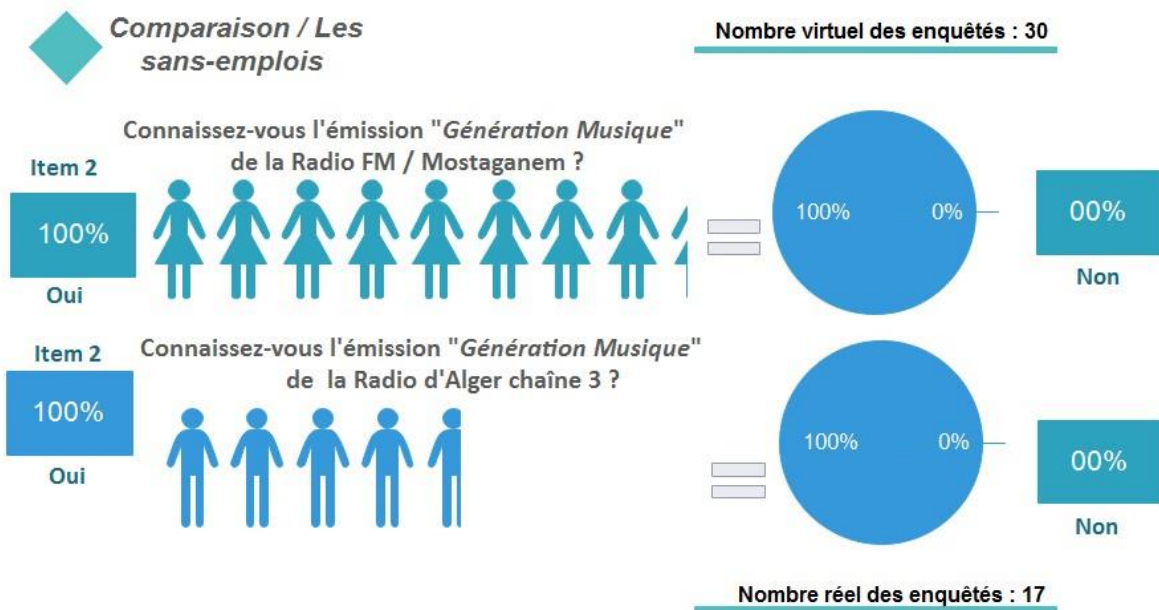 Comparaison / Les
sans-emplois
Nombre virtuel des enquêtés : 30
Connaissez-vous l'émission "Génération Musique"
de la Radio FM / Mostaganem ?
Item 2
100%
Oui
100%
0%
00%
Non
Connaissez-vous l'émission "Génération Musique"
de la Radio d'Alger chaîne 3 ?
Item 2
100%
Oui
100%
0%
00%
Non
Nombre réel des enquêtés : 17